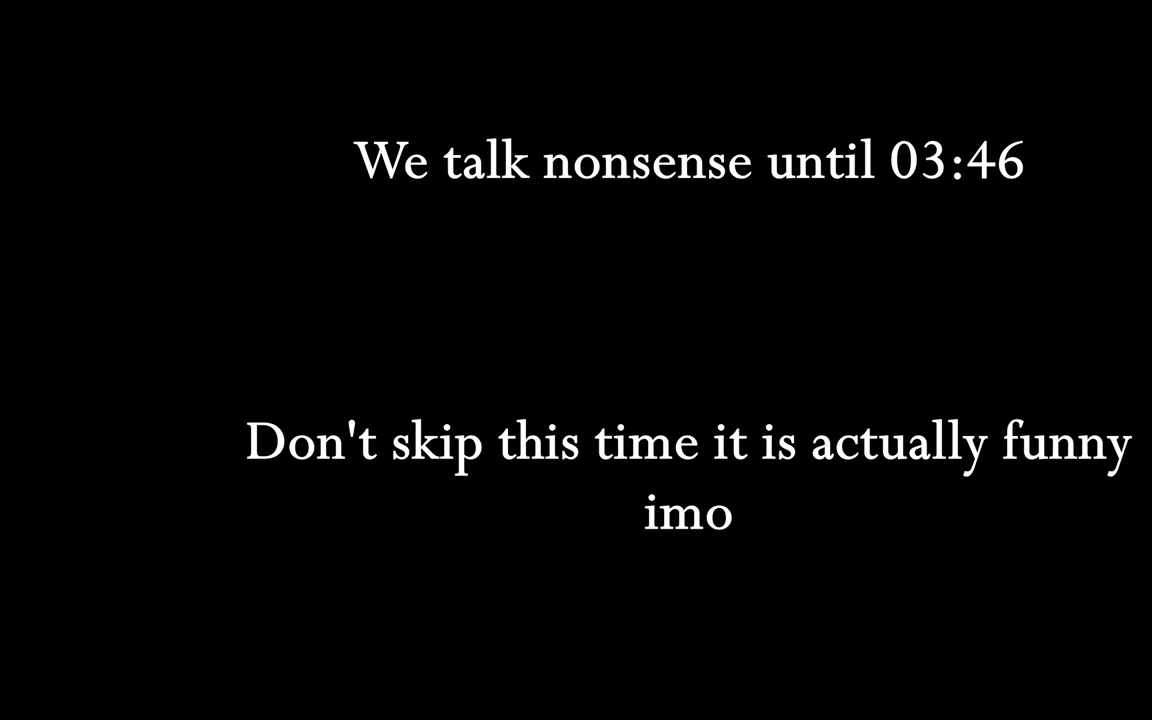 We talk nonsense until 03:46
Don't skip this time it is actually funny
imo